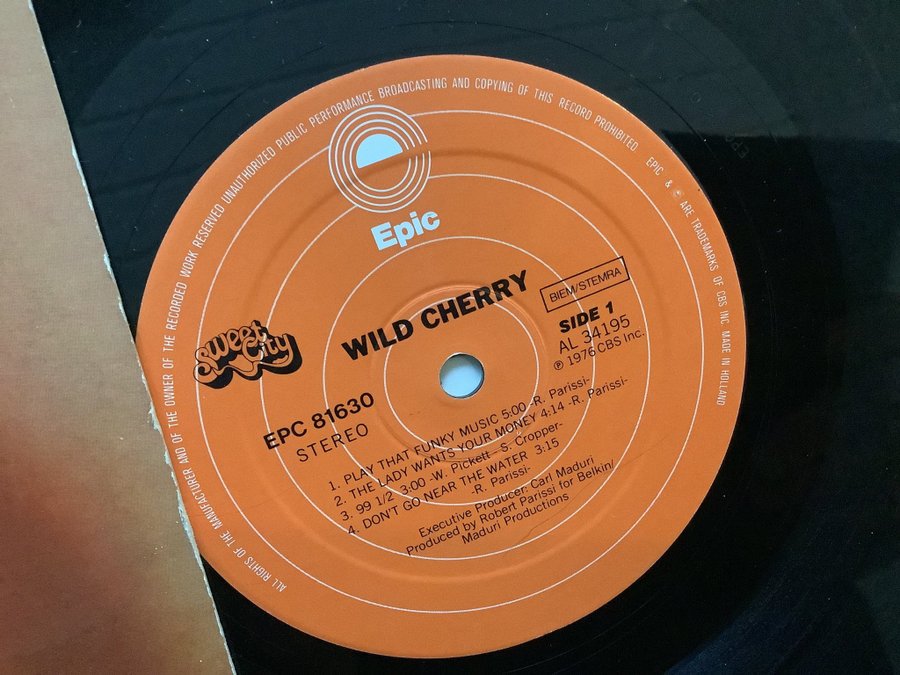 ALL RIGHTS OF THE MANUFACTURER AND OF THE OWNER OF THE RECORDED WORK RESERVED UNAUTHORIZED PUBLIC PERFORMANCE BROADCASTING AND COPYING OF THIS RECORD PROHIBITED. EPIC & ARE TRADEMARKS OF CBS INC. MADE IN HOLLAND
Epic
Sweet City
WILD CHERRY
BIEM/STEMRA
SIDE 1
AL 34195
℗ 1976 CBS Inc.
EPC 81630
STEREO
1. PLAY THAT FUNKY MUSIC 5:00 -R. Parissi-
2. THE LADY WANTS YOUR MONEY 4:14 -R. Parissi-
3. 99 1/2 3:00 -W. Pickett - S. Cropper-
4. DON'T GO NEAR THE WATER 3:15
-R. Parissi-
Executive Producer: Carl Maduri
Produced by Robert Parissi for Belkin/
Maduri Productions